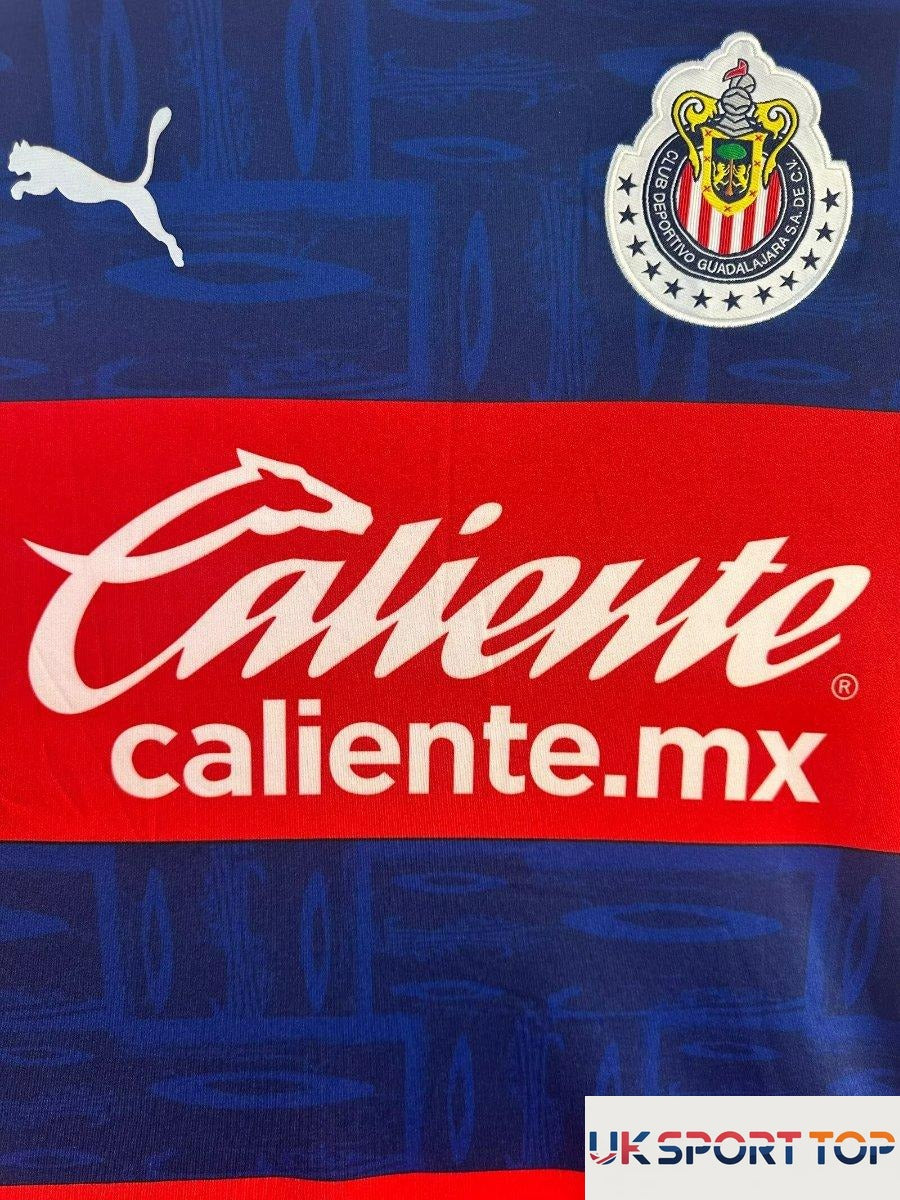 CLUB DEPORTIVO GUADALAJARA S.A. DE C.V.
Caliente®
caliente.mx
UK SPORT TOP